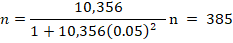 n = 10,356 / 1 + 10,356(0.05)² n = 385